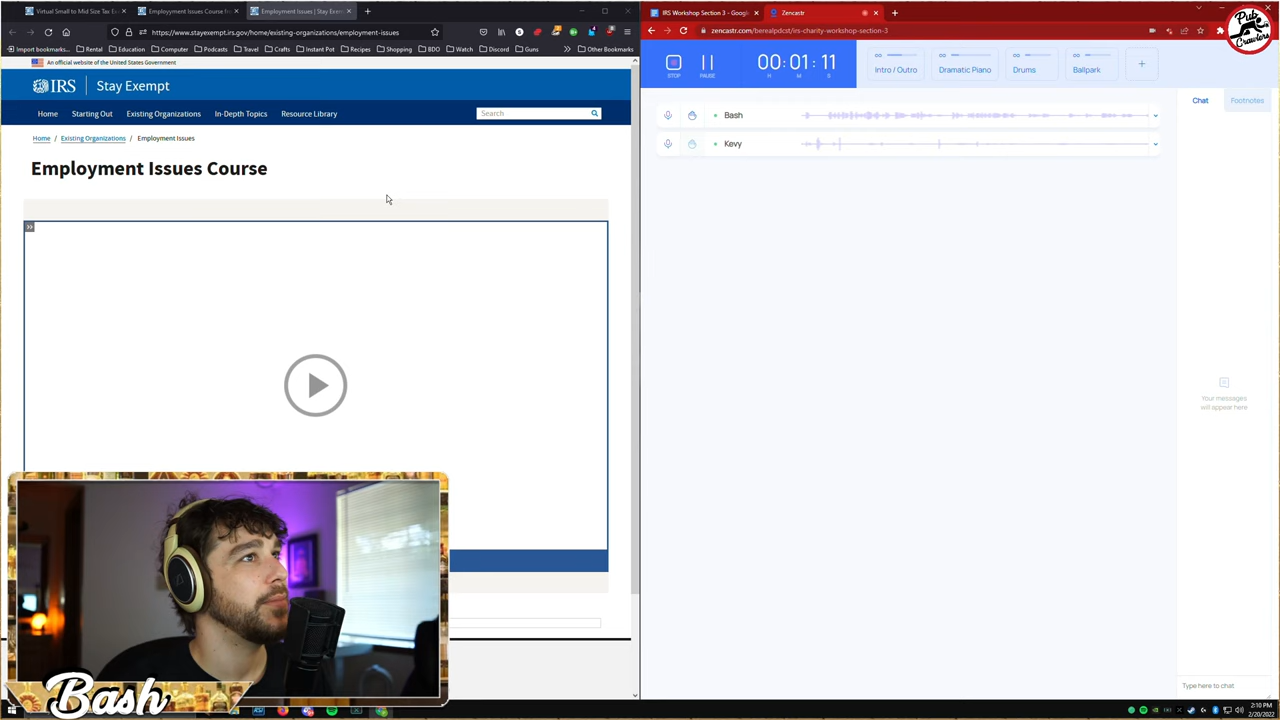 Virtual Small to Mid Size Tax Ex
Employyment Issues Course fr
Employment Issues | Stay Exem
https://www.stayexempt.irs.gov/home/existing-organizations/employment-issues
Import bookmarks...
Rental
Education
Computer
Podcasts
Travel
Crafts
Instant Pot
Recipes
Shopping
BDO
Watch
Discord
Guns
Other Bookmarks
An official website of the United States Government
IRS
Stay Exempt
Home
Starting Out
Existing Organizations
In-Depth Topics
Resource Library
Search
Home / Existing Organizations / Employment Issues
Employment Issues Course
Bash
IRS Workshop Section 3 - Googl
Zencastr
zencastr.com/berealpdcst/irs-charity-workshop-section-3
STOP
PAUSE
00:01:11
H M S
Intro / Outro
Dramatic Piano
Drums
Ballpark
Chat
Footnotes
Bash
Kevy
Your messages
will appear here
Type here to chat
2:10 PM
2/20/2022
Pub
Crawlers